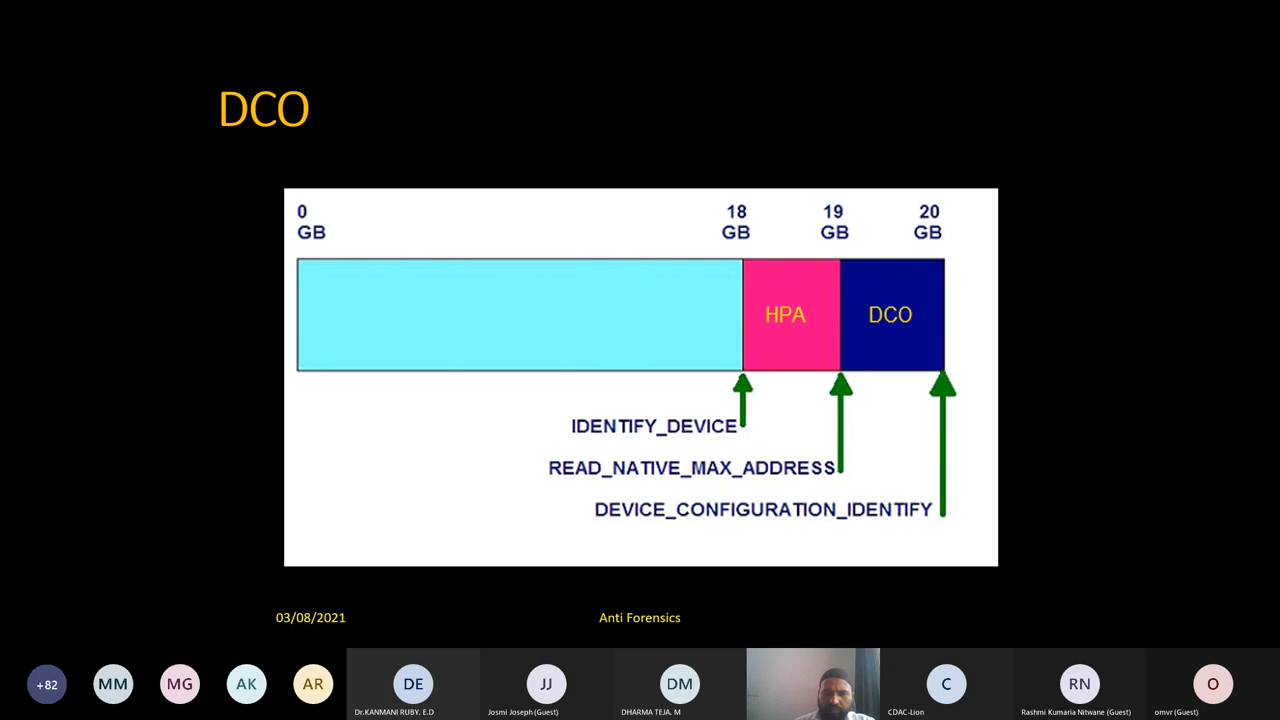 DCO
0 18 19 20
GB GB GB GB
HPA DCO
IDENTIFY_DEVICE
READ_NATIVE_MAX_ADDRESS
DEVICE_CONFIGURATION_IDENTIFY
03/08/2021 Anti Forensics
+82 MM MG AK AR DE JJ DM C RN O
Dr.KANMANI RUBY. E.D Josmi Joseph (Guest) DHARMA TEJA. M CDAC-Lion Rashmi Kumaria Nitwane (Guest) omvr (Guest)